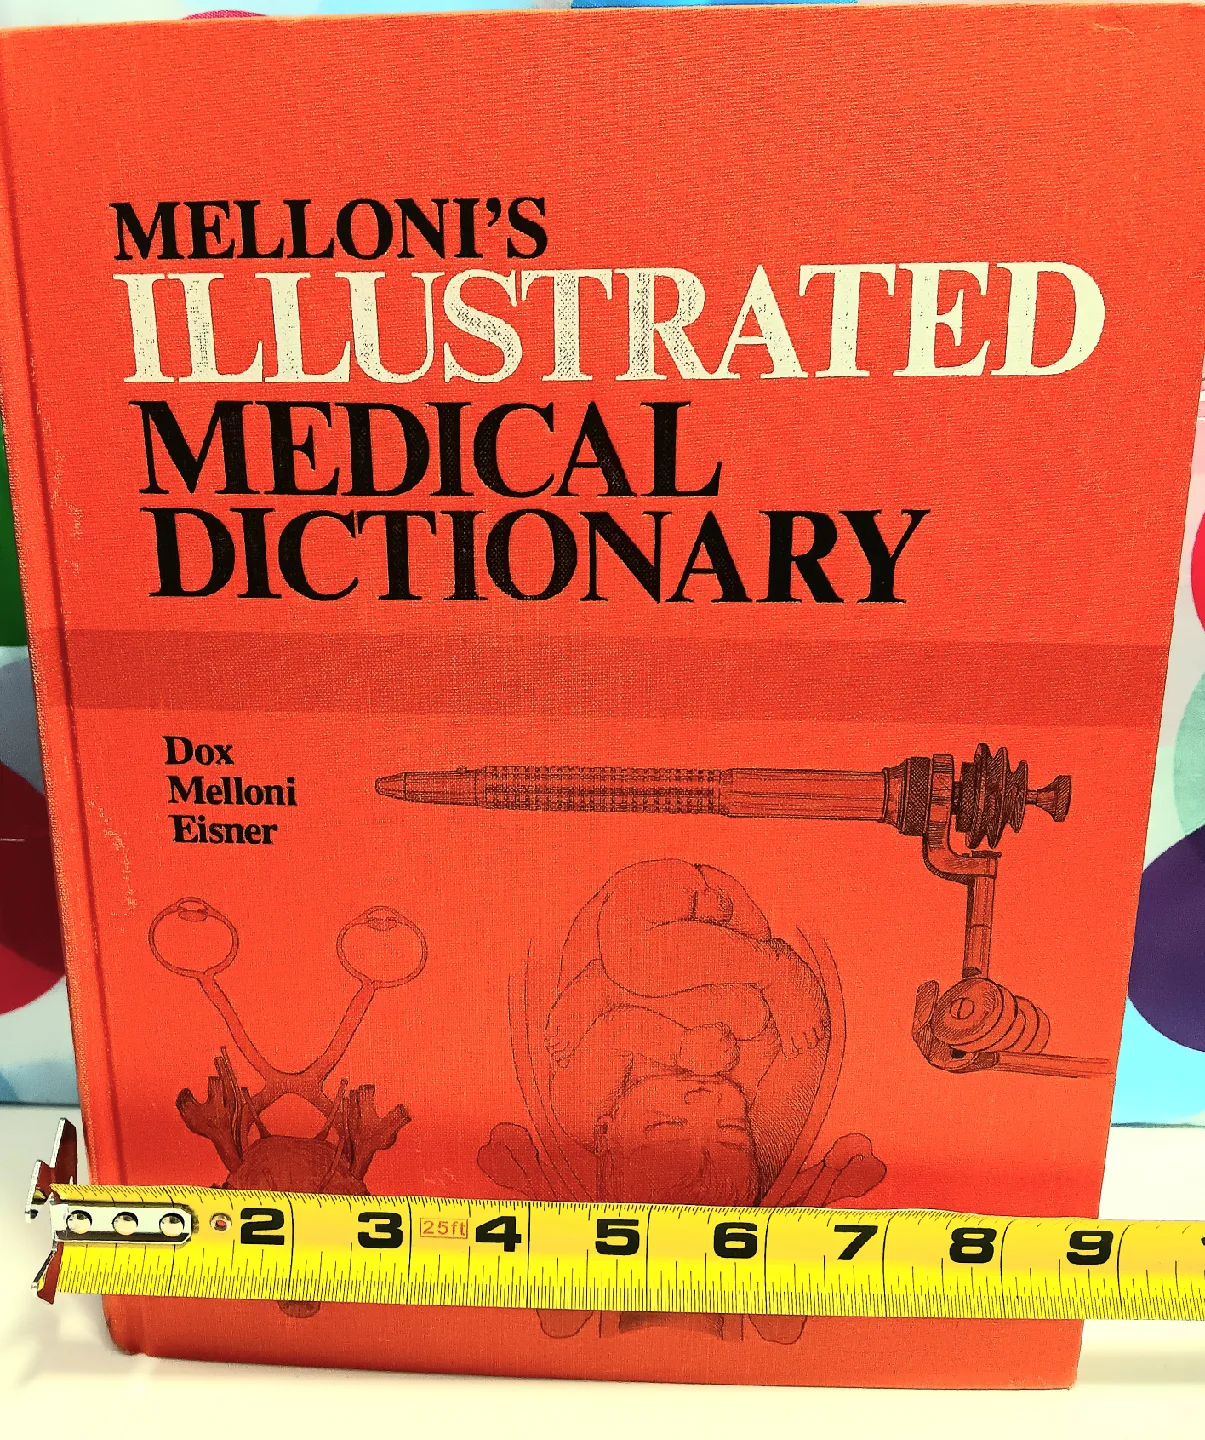 MELLONI'S
ILLUSTRATED
MEDICAL
DICTIONARY
Dox
Melloni
Eisner
2 3 25ft 4 5 6 7 8 9